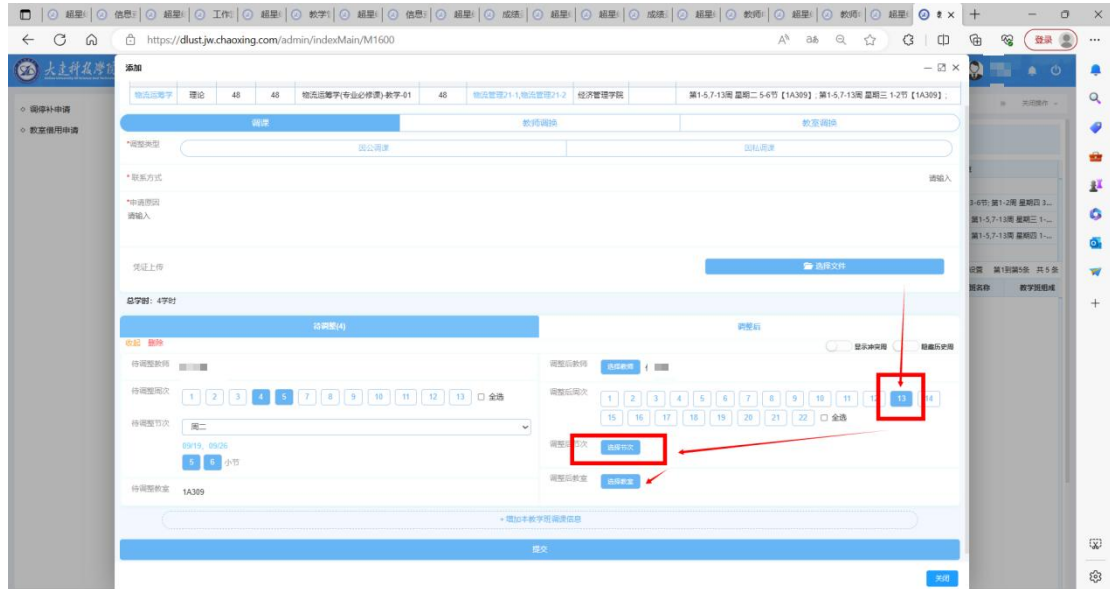 https://dlust.jw.chaoxing.com/admin/indexMain/M1600
登录
添加
物流运筹学 理论 48 48 物流运筹学(专业必修课)-教学-01 48 物流管理21-1,物流管理21-2 经济管理学院 第1-5,7-13周 星期二 5-6节【1A309】; 第1-5,7-13周 星期三 1-2节【1A309】;
调停补申请
教室借用申请
关闭操作
调课 教师调换 教室调换
*调整类型 因公调课 因私调课
*联系方式 请输入
*申请原因
请输入
凭证上传 选择文件
总学时: 4学时
待调整(4) 调整后
收起 删除 显示冲突周 隐藏历史周
待调整教师 调整后教师 选择教师
待调整周次 1 2 3 4 5 7 8 9 10 11 12 13 全选
调整后周次 1 2 3 4 5 6 7 8 9 10 11 12 13 14
15 16 17 18 19 20 21 22 全选
待调整节次 周二
09/19, 09/26
5 6 小节
调整后节次 选择节次
待调整教室 1A309
调整后教室 选择教室
+ 增加本教学班调课信息
提交
关闭
第1到第5条 共 5 条
教学班组成